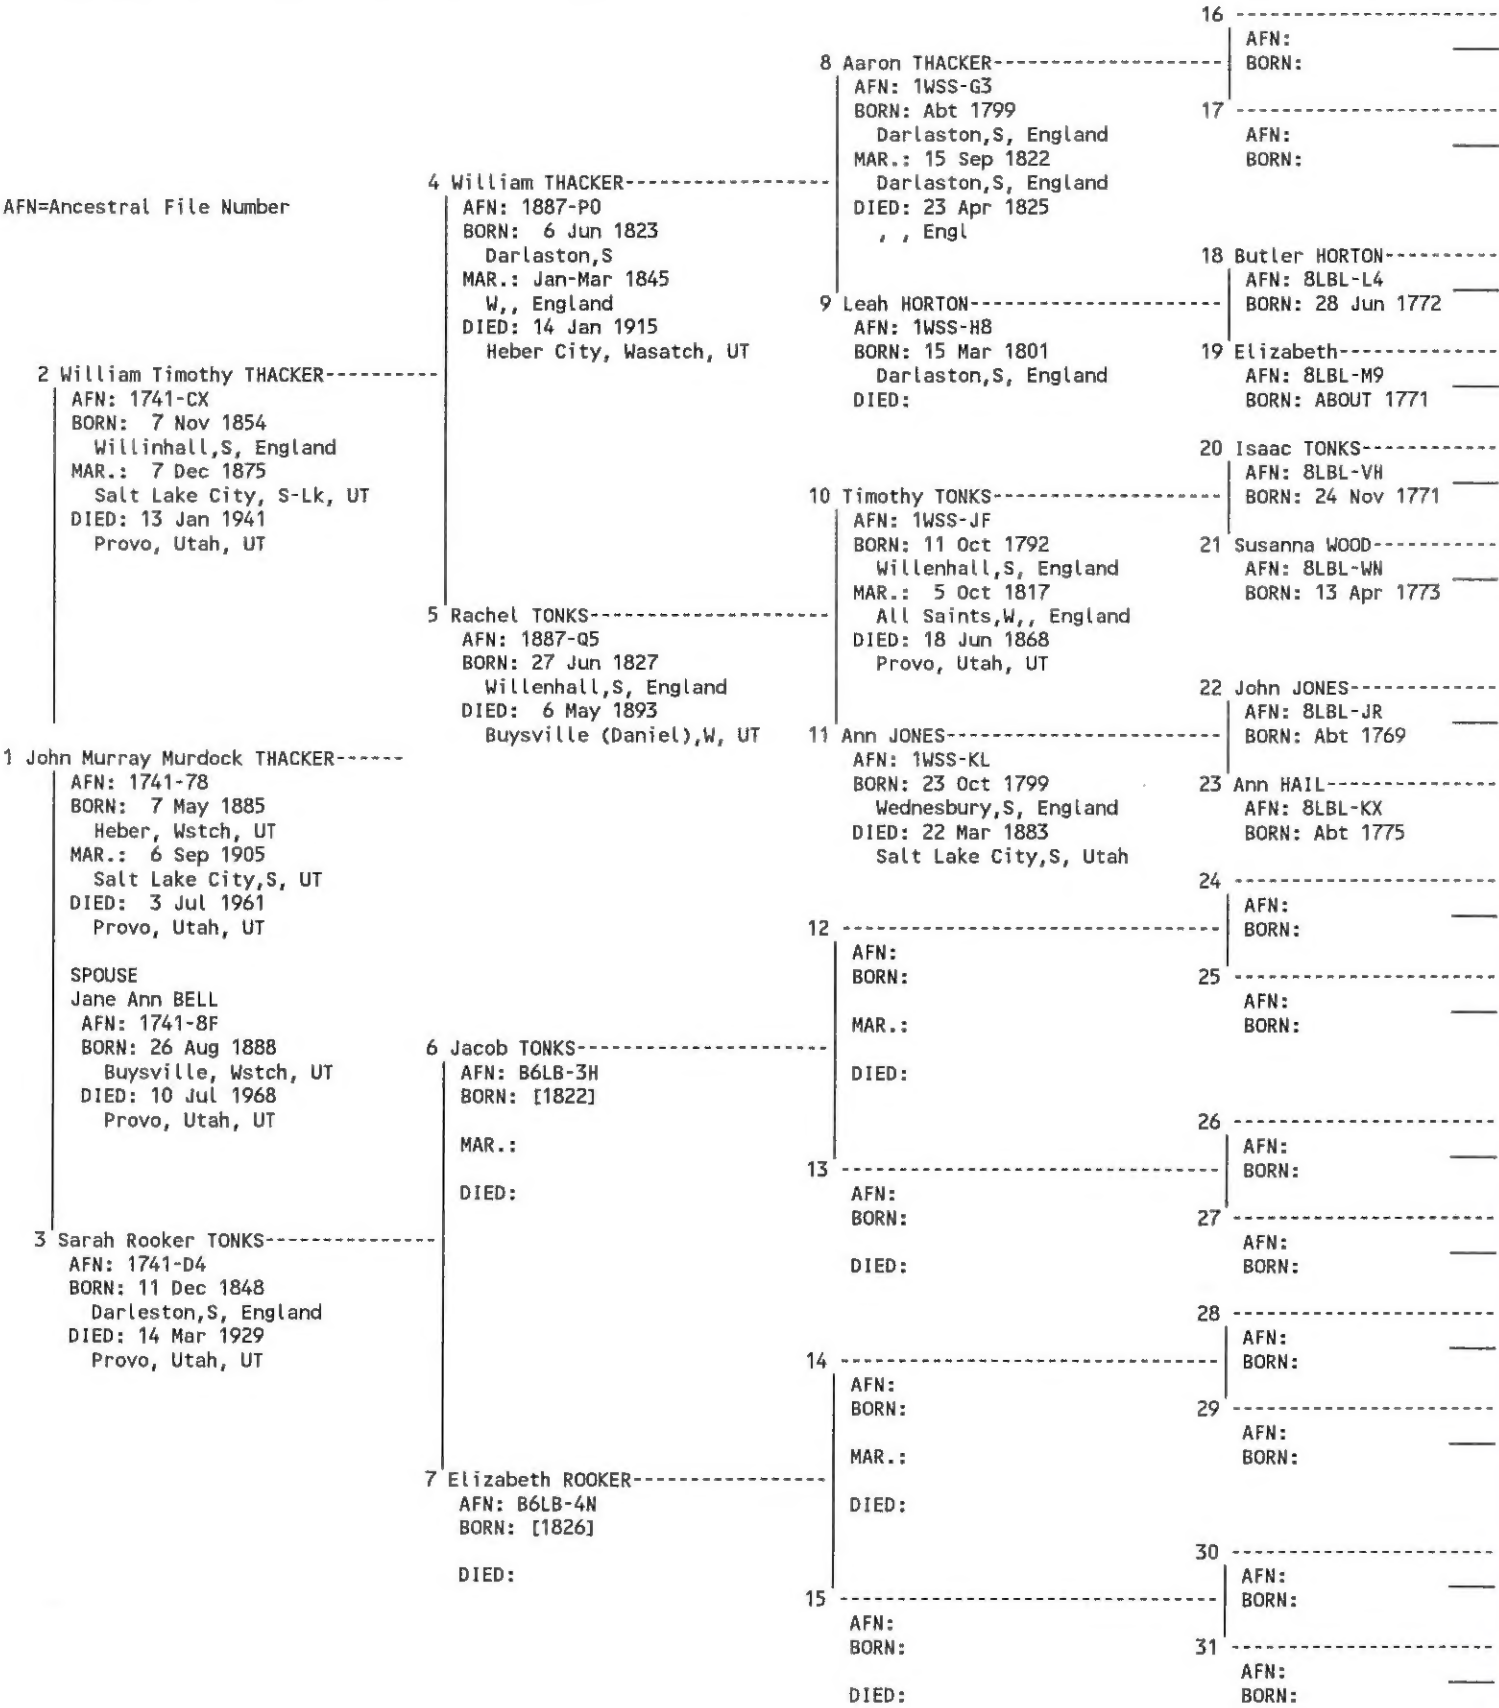 AFN=Ancestral File Number
1 John Murray Murdock THACKER------
AFN: 1741-78
BORN:  7 May 1885
Heber, Wstch, UT
MAR.:  6 Sep 1905
Salt Lake City,S, UT
DIED:  3 Jul 1961
Provo, Utah, UT
SPOUSE
Jane Ann BELL
AFN: 1741-8F
BORN: 26 Aug 1888
Buysville, Wstch, UT
DIED: 10 Jul 1968
Provo, Utah, UT
2 William Timothy THACKER----------
AFN: 1741-CX
BORN:  7 Nov 1854
Willinhall,S, England
MAR.:  7 Dec 1875
Salt Lake City, S-Lk, UT
DIED: 13 Jan 1941
Provo, Utah, UT
3 Sarah Rooker TONKS---------------
AFN: 1741-D4
BORN: 11 Dec 1848
Darleston,S, England
DIED: 14 Mar 1929
Provo, Utah, UT
4 William THACKER------------------
AFN: 1887-P0
BORN:  6 Jun 1823
Darlaston,S
MAR.: Jan-Mar 1845
W,, England
DIED: 14 Jan 1915
Heber City, Wasatch, UT
5 Rachel TONKS---------------------
AFN: 1887-Q5
BORN: 27 Jun 1827
Willenhall,S, England
DIED:  6 May 1893
Buysville (Daniel),W, UT
6 Jacob TONKS----------------------
AFN: B6LB-3H
BORN: [1822]
MAR.:
DIED:
7 Elizabeth ROOKER-----------------
AFN: B6LB-4N
BORN: [1826]
DIED:
8 Aaron THACKER--------------------
AFN: 1WSS-G3
BORN: Abt 1799
Darlaston,S, England
MAR.: 15 Sep 1822
Darlaston,S, England
DIED: 23 Apr 1825
, , Engl
9 Leah HORTON----------------------
AFN: 1WSS-H8
BORN: 15 Mar 1801
Darlaston,S, England
DIED:
10 Timothy TONKS--------------------
AFN: 1WSS-JF
BORN: 11 Oct 1792
Willenhall,S, England
MAR.:  5 Oct 1817
All Saints,W,, England
DIED: 18 Jun 1868
Provo, Utah, UT
11 Ann JONES------------------------
AFN: 1WSS-KL
BORN: 23 Oct 1799
Wednesbury,S, England
DIED: 22 Mar 1883
Salt Lake City,S, Utah
12 ---------------------------------
AFN:
BORN:
MAR.:
DIED:
13 ---------------------------------
AFN:
BORN:
DIED:
14 ---------------------------------
AFN:
BORN:
MAR.:
DIED:
15 ---------------------------------
AFN:
BORN:
DIED:
16 -----------------------
AFN:
BORN:
17 -----------------------
AFN:
BORN:
18 Butler HORTON----------
AFN: 8LBL-L4
BORN: 28 Jun 1772
19 Elizabeth--------------
AFN: 8LBL-M9
BORN: ABOUT 1771
20 Isaac TONKS------------
AFN: 8LBL-VH
BORN: 24 Nov 1771
21 Susanna WOOD-----------
AFN: 8LBL-WN
BORN: 13 Apr 1773
22 John JONES-------------
AFN: 8LBL-JR
BORN: Abt 1769
23 Ann HAIL---------------
AFN: 8LBL-KX
BORN: Abt 1775
24 -----------------------
AFN:
BORN:
25 -----------------------
AFN:
BORN:
26 -----------------------
AFN:
BORN:
27 -----------------------
AFN:
BORN:
28 -----------------------
AFN:
BORN:
29 -----------------------
AFN:
BORN:
30 -----------------------
AFN:
BORN:
31 -----------------------
AFN:
BORN: